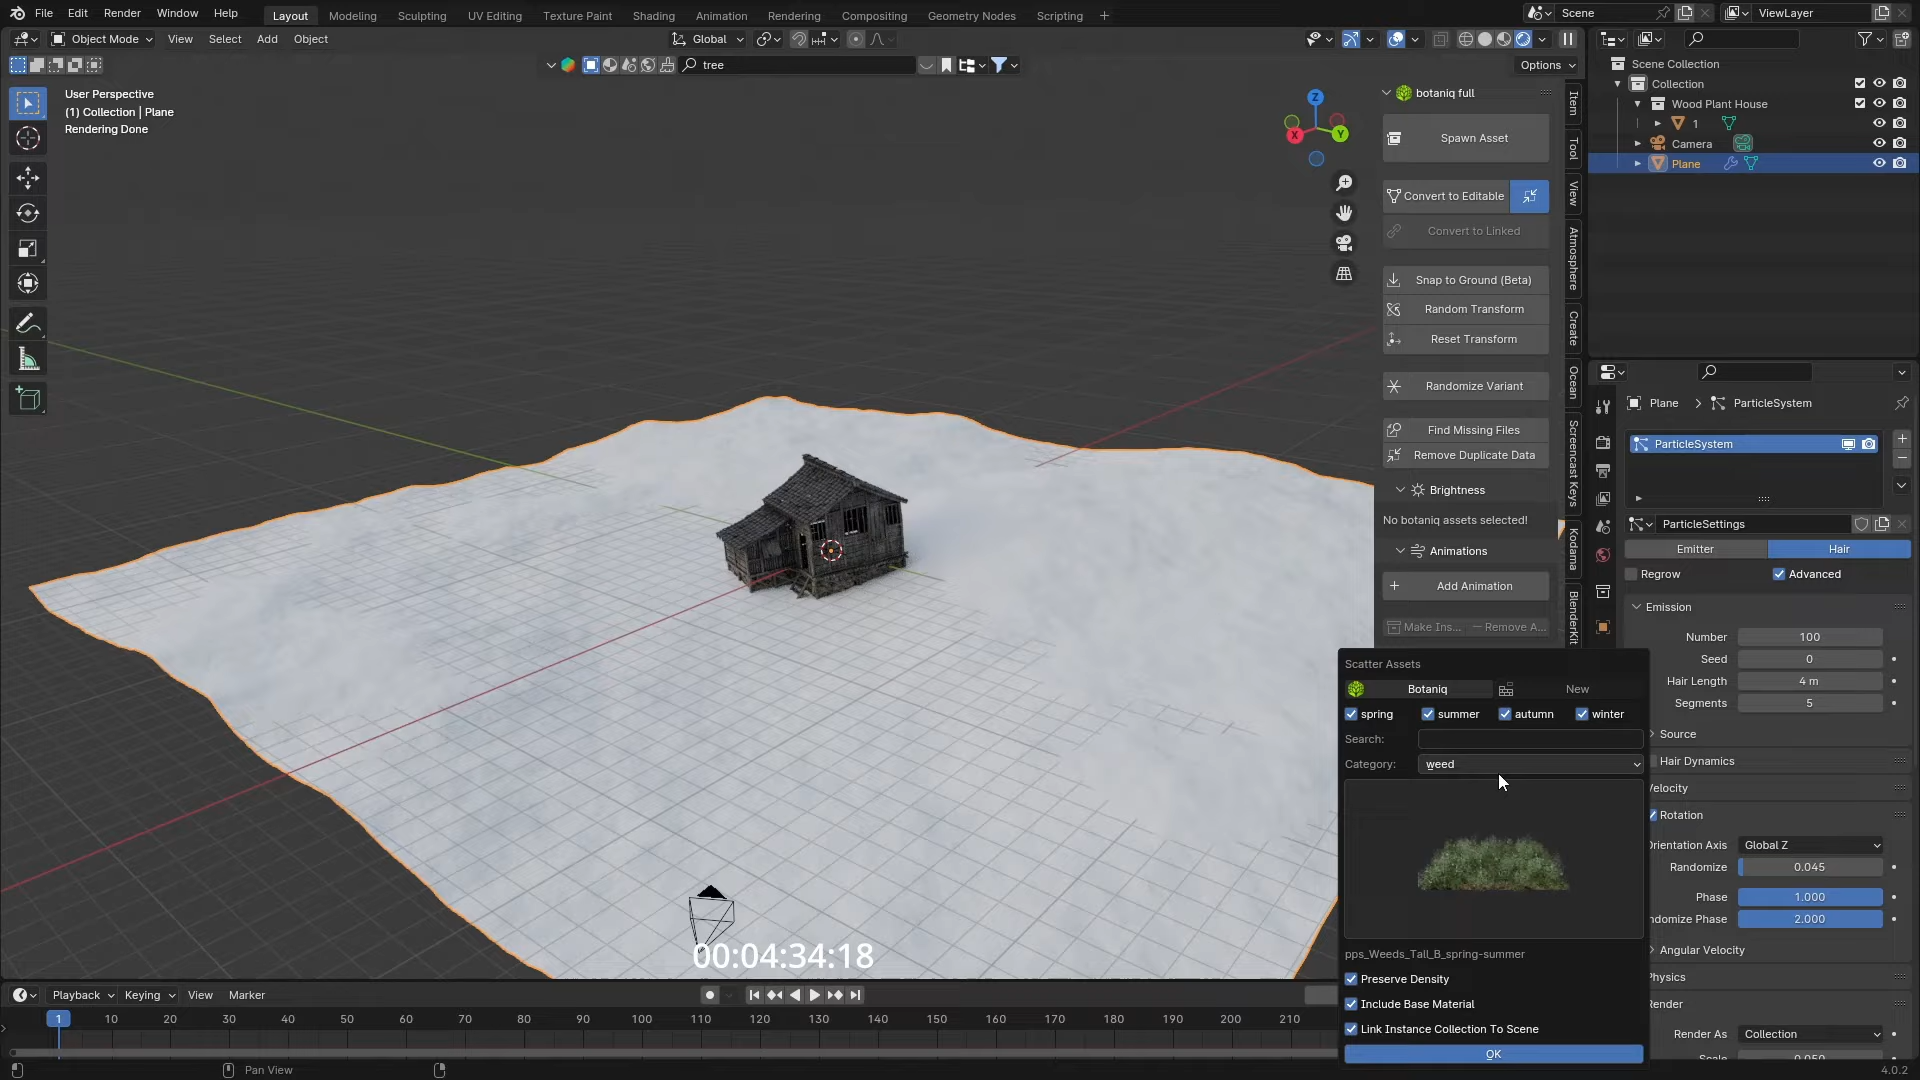 File Edit Render Window Help Layout Modeling Sculpting UV Editing Texture Paint Shading Animation Rendering Compositing Geometry Nodes Scripting + Scene ViewLayer
Object Mode View Select Add Object Global
tree Options
User Perspective
(1) Collection | Plane
Rendering Done
Z
X
Y
botaniq full
Spawn Asset
Convert to Editable
Convert to Linked
Snap to Ground (Beta)
Random Transform
Reset Transform
Randomize Variant
Find Missing Files
Remove Duplicate Data
Brightness
No botaniq assets selected!
Animations
Add Animation
Make Ins... Remove A...
Item
Tool
View
Atmosphere
Create
Ocean
Screencast Keys
Kodama
BlenderKit
Scene Collection
Collection
Wood Plant House
1
Camera
Plane
Plane > ParticleSystem
ParticleSystem
ParticleSettings
Emitter Hair
Regrow Advanced
Emission
Number 100
Seed 0
Hair Length 4 m
Segments 5
Source
Hair Dynamics
Velocity
Rotation
Orientation Axis Global Z
Randomize 0.045
Phase 1.000
ndomize Phase 2.000
Angular Velocity
Physics
Render
Render As Collection
Scale 0.050
Scatter Assets
Botaniq New
spring summer autumn winter
Search:
Category: weed
pps_Weeds_Tall_B_spring-summer
Preserve Density
Include Base Material
Link Instance Collection To Scene
OK
00:04:34:18
Playback Keying View Marker
1 10 20 30 40 50 60 70 80 90 100 110 120 130 140 150 160 170 180 190 200 210
Pan View
4.0.2